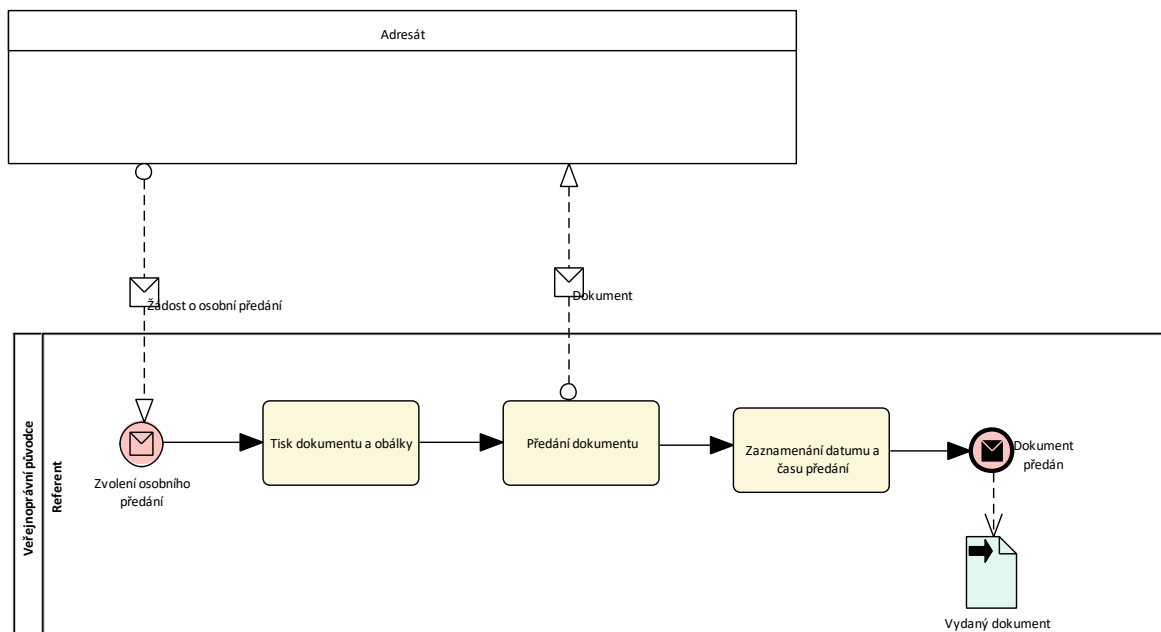 Adresát
Žádost o osobní předání
Dokument
Veřejnoprávní původce
Referent
Zvolení osobního
předání
Tisk dokumentu a obálky
Předání dokumentu
Zaznamenání datumu a
času předání
Dokument
předán
Vydaný dokument